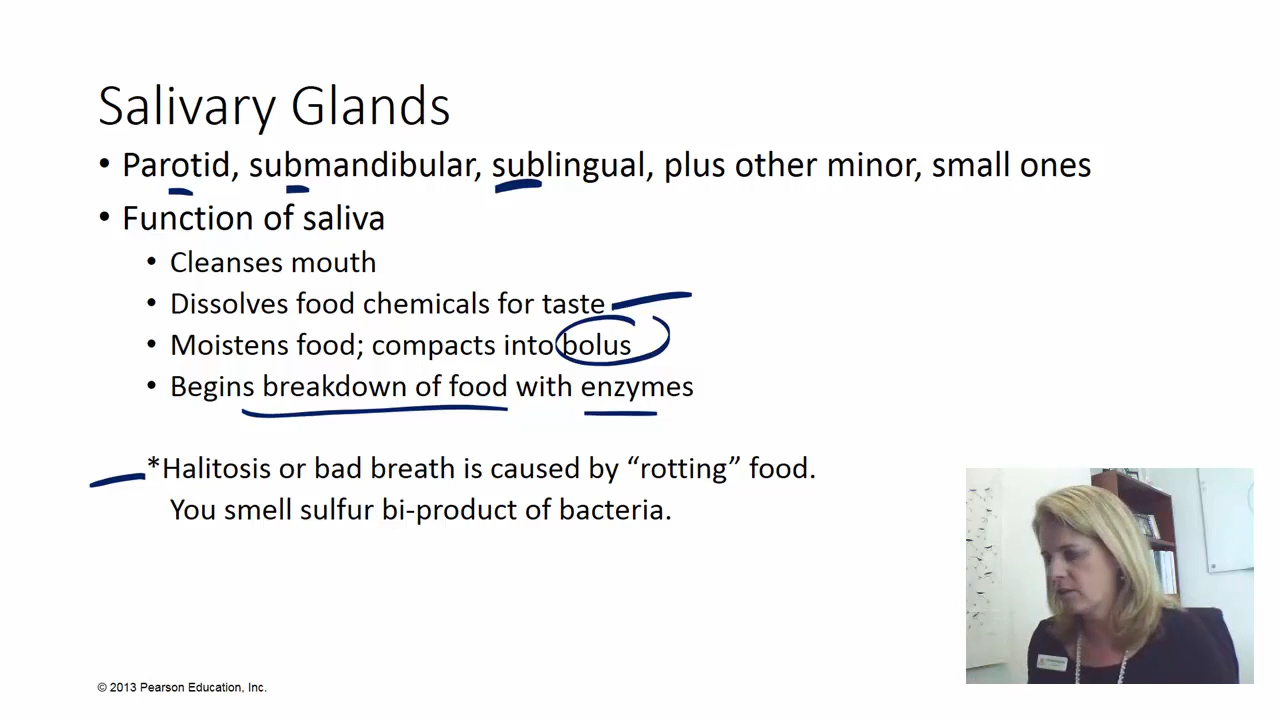 Salivary Glands
• Parotid, submandibular, sublingual, plus other minor, small ones
• Function of saliva
• Cleanses mouth
• Dissolves food chemicals for taste
• Moistens food; compacts into bolus
• Begins breakdown of food with enzymes
*Halitosis or bad breath is caused by “rotting” food.
You smell sulfur bi-product of bacteria.
© 2013 Pearson Education, Inc.